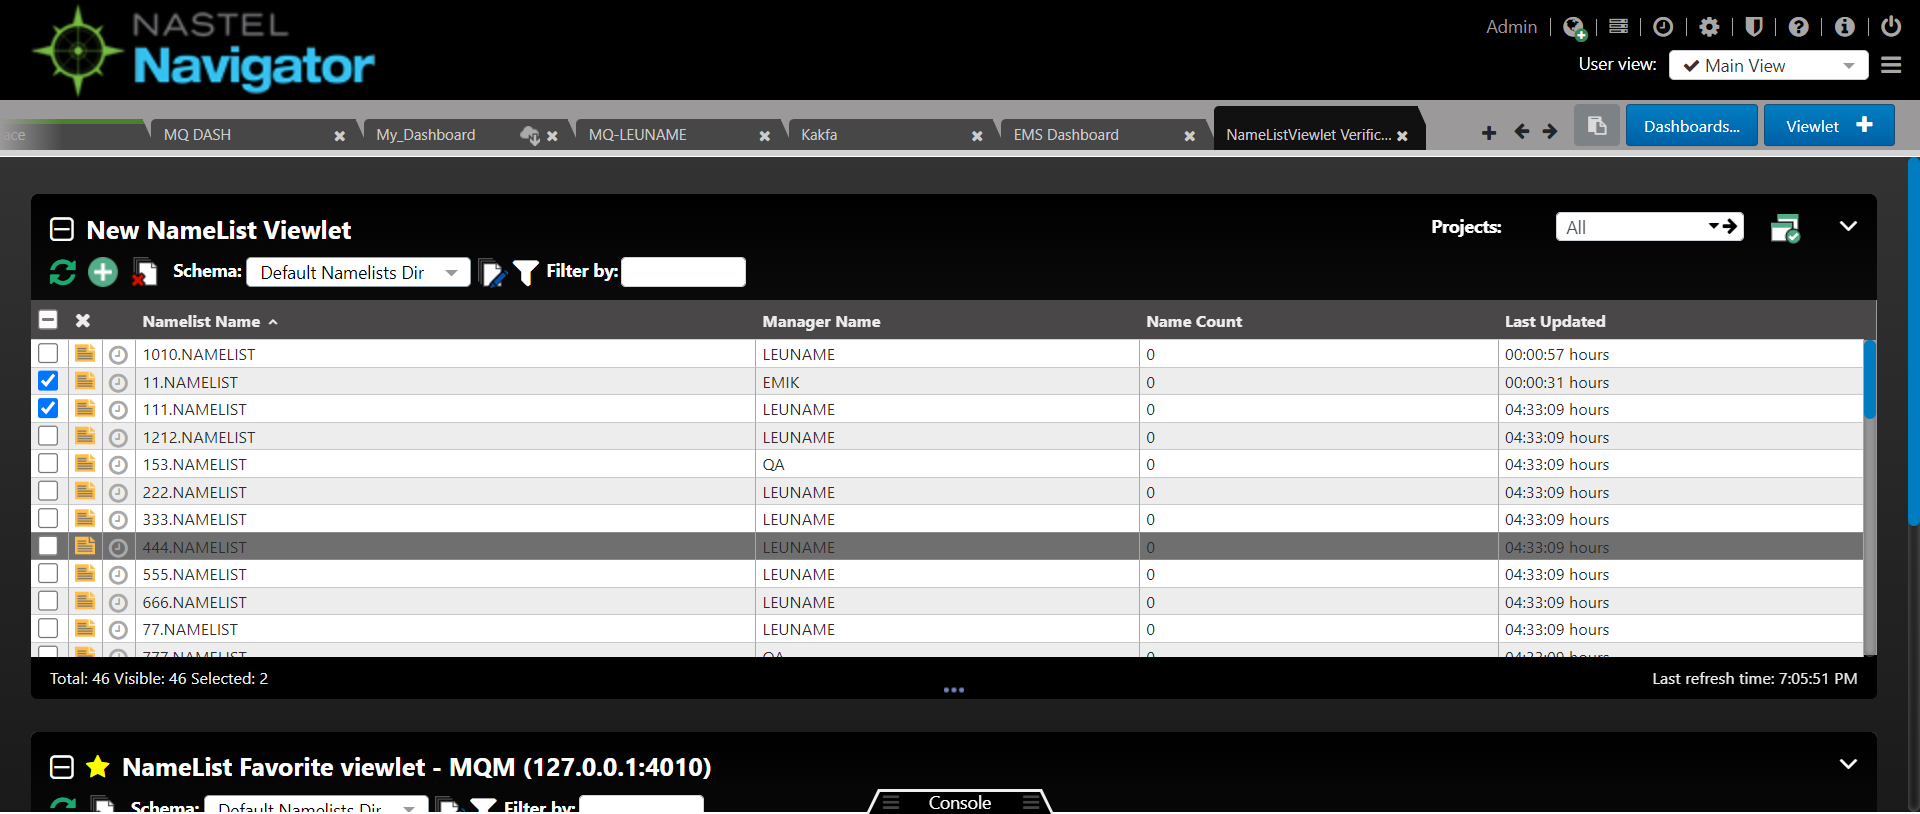 NASTEL
Navigator
Admin
User view: Main View
ace
MQ DASH
My_Dashboard
MQ-LEUNAME
Kakfa
EMS Dashboard
NameListViewlet Verific...
Dashboards...
Viewlet
New NameList Viewlet
Projects: All
Schema: Default Namelists Dir Filter by:
Namelist Name Manager Name Name Count Last Updated
1010.NAMELIST LEUNAME 0 00:00:57 hours
11.NAMELIST EMIK 0 00:00:31 hours
111.NAMELIST LEUNAME 0 04:33:09 hours
1212.NAMELIST LEUNAME 0 04:33:09 hours
153.NAMELIST QA 0 04:33:09 hours
222.NAMELIST LEUNAME 0 04:33:09 hours
333.NAMELIST LEUNAME 0 04:33:09 hours
444.NAMELIST LEUNAME 0 04:33:09 hours
555.NAMELIST LEUNAME 0 04:33:09 hours
666.NAMELIST LEUNAME 0 04:33:09 hours
77.NAMELIST LEUNAME 0 04:33:09 hours
777.NAMELIST QA 0 04:33:09 hours
Total: 46 Visible: 46 Selected: 2
Last refresh time: 7:05:51 PM
NameList Favorite viewlet - MQM (127.0.0.1:4010)
Schema: Default Namelists Dir Filter by:
Console